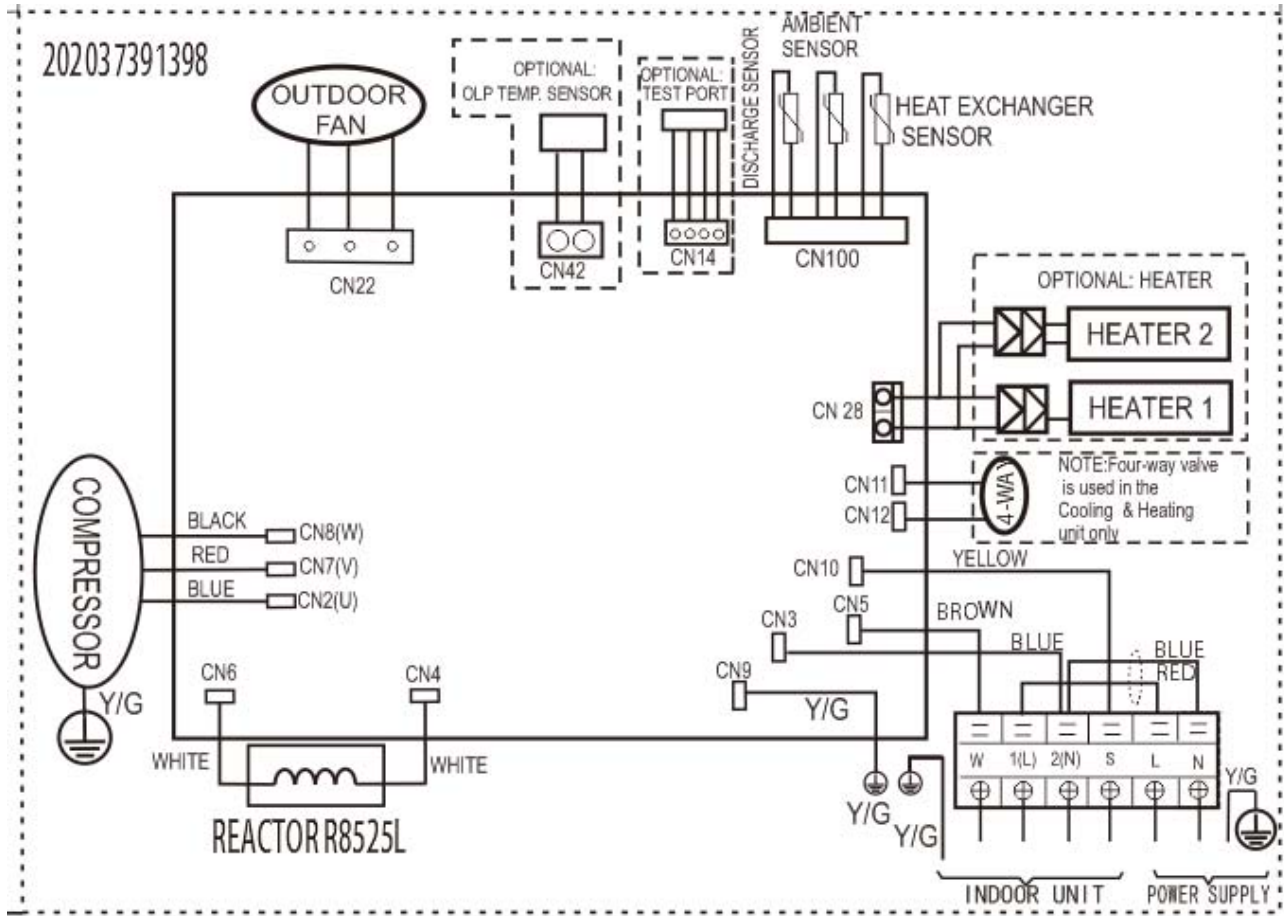 202037391398
OUTDOOR
FAN
CN22
OPTIONAL:
OLP TEMP. SENSOR
CN42
OPTIONAL:
TEST PORT
CN14
DISCHARGE SENSOR
AMBIENT
SENSOR
HEAT EXCHANGER
SENSOR
CN100
OPTIONAL: HEATER
HEATER 2
HEATER 1
CN 28
CN11
CN12
4-WAY
NOTE:Four-way valve
is used in the
Cooling & Heating
unit only
COMPRESSOR
BLACK
CN8(W)
RED
CN7(V)
BLUE
CN2(U)
Y/G
CN10
YELLOW
CN5
BROWN
CN3
BLUE
BLUE
RED
CN9
Y/G
CN6
CN4
WHITE
WHITE
REACTOR R8525L
W 1(L) 2(N) S L N
Y/G
Y/G
Y/G
INDOOR UNIT
POWER SUPPLY